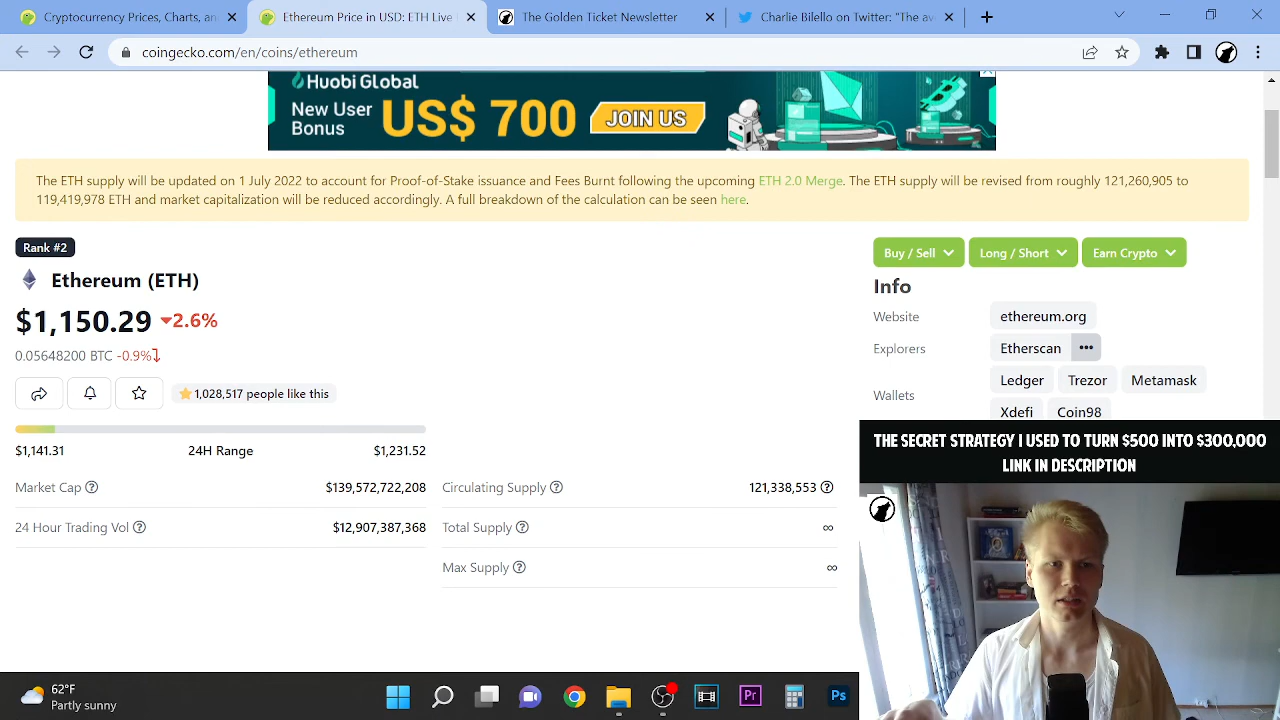 Cryptocurrency Prices, Charts, an
Ethereum Price in USD: ETH Live
Newsletter
Charlie Bilello on Twitter: "An av
coingecko.com/en/coins/ethereum
Huobi Global
New User
Bonus
US$ 700
JOIN US
The ETH supply will be updated on 1 July 2022 to account for Proof-of-Stake issuance and Fees Burnt following the upcoming ETH 2.0 Merge. The ETH supply will be revised from roughly 121,260,905 to
119,419,978 ETH and market capitalization will be reduced accordingly. A full breakdown of the calculation can be seen here.
Rank #2
Ethereum (ETH)
$1,150.29 2.6%
0.05648200 BTC -0.9%
1,028,517 people like this
$1,141.31 24H Range $1,231.52
Market Cap $139,572,722,208
24 Hour Trading Vol $12,907,387,368
Circulating Supply 121,338,553
Total Supply ∞
Max Supply ∞
Buy / Sell
Long / Short
Earn Crypto
Info
Website ethereum.org
Explorers Etherscan
Wallets
Ledger Trezor Metamask
Xdefi Coin98
THE SECRET STRATEGY I USED TO TURN $500 INTO $300,000
LINK IN DESCRIPTION
62°F
Partly sunny
Pr
Ps